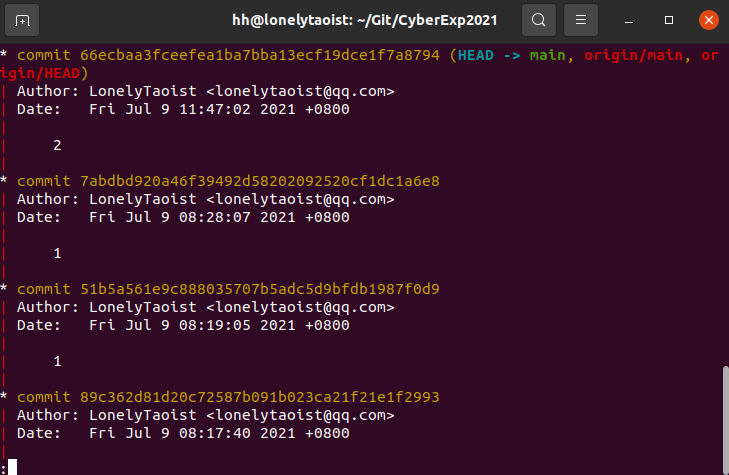 hh@lonelytaoist: ~/Git/CyberExp2021
* commit 66ecbaa3fceefea1ba7bba13ecf19dce1f7a8794 (HEAD -> main, origin/main, or
igin/HEAD)
| Author: LonelyTaoist <lonelytaoist@qq.com>
| Date:   Fri Jul 9 11:47:02 2021 +0800
|
|     2
|
* commit 7abdbd920a46f39492d58202092520cf1dc1a6e8
| Author: LonelyTaoist <lonelytaoist@qq.com>
| Date:   Fri Jul 9 08:28:07 2021 +0800
|
|     1
|
* commit 51b5a561e9c888035707b5adc5d9bfdb1987f0d9
| Author: LonelyTaoist <lonelytaoist@qq.com>
| Date:   Fri Jul 9 08:19:05 2021 +0800
|
|     1
|
* commit 89c362d81d20c72587b091b023ca21f21e1f2993
| Author: LonelyTaoist <lonelytaoist@qq.com>
| Date:   Fri Jul 9 08:17:40 2021 +0800
|
: